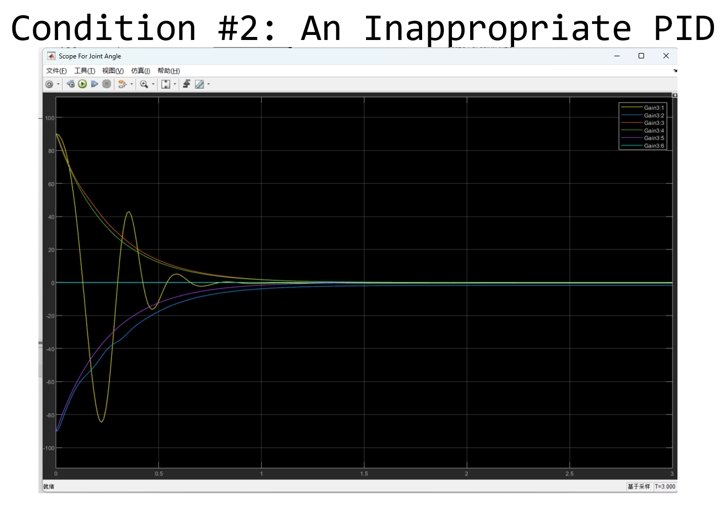 Condition #2: An Inappropriate PID
Scope For Joint Angle
文件(F) 工具(T) 视图(V) 仿真(I) 帮助(H)
Gain3:1
Gain3:2
Gain3:3
Gain3:4
Gain3:5
Gain3:6
100
80
60
40
20
0
-20
-40
-60
-80
-100
0 0.5 1 1.5 2 2.5 3
就绪 基于采样 T=3.000